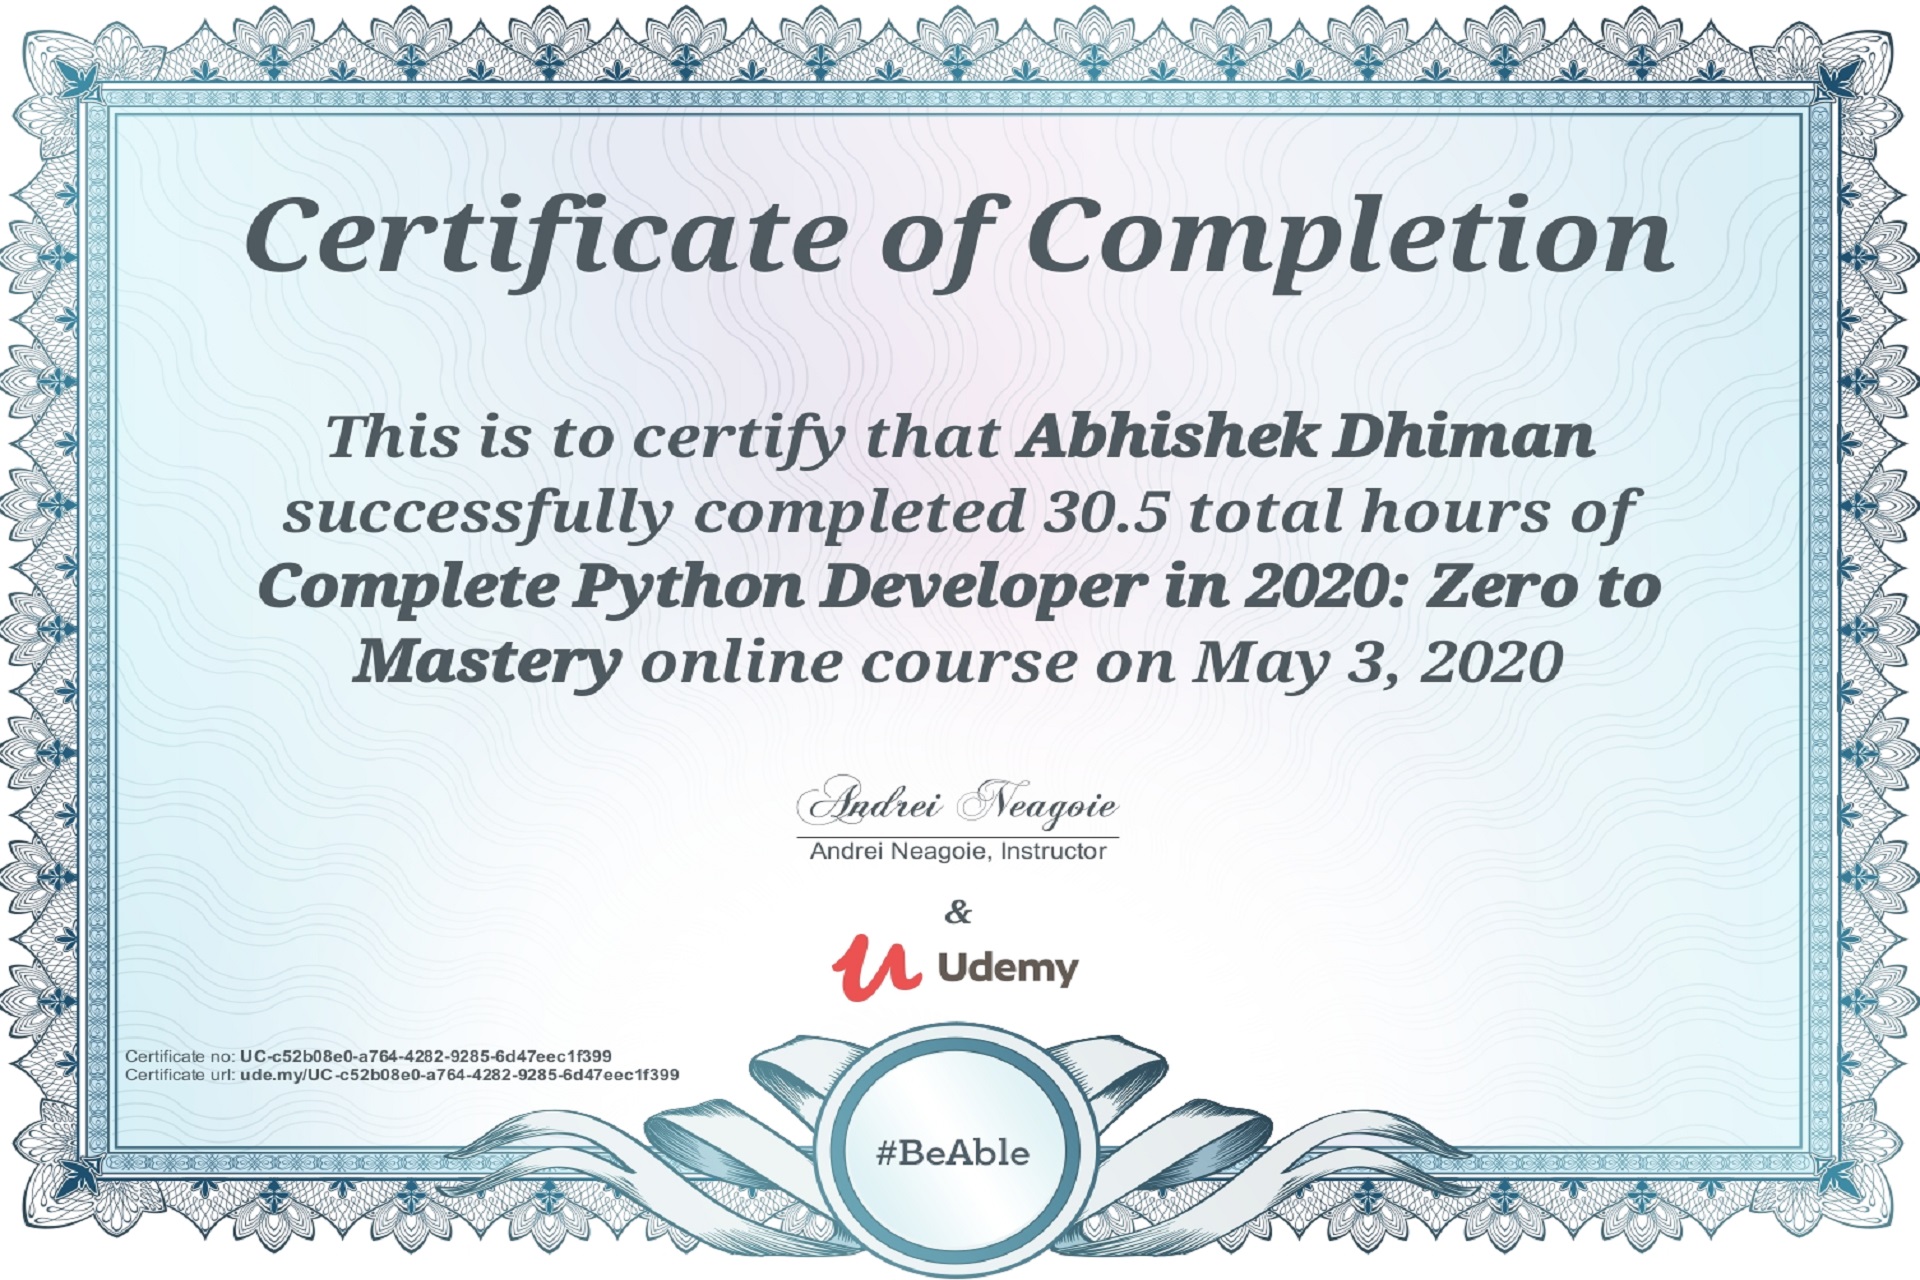 Certificate of Completion
This is to certify that Abhishek Dhiman
successfully completed 30.5 total hours of
Complete Python Developer in 2020: Zero to
Mastery online course on May 3, 2020
Andrei Neagoie
Andrei Neagoie, Instructor
&
Udemy
Certificate no: UC-c52b08e0-a764-4282-9285-6d47eec1f399
Certificate url: ude.my/UC-c52b08e0-a764-4282-9285-6d47eec1f399
#BeAble